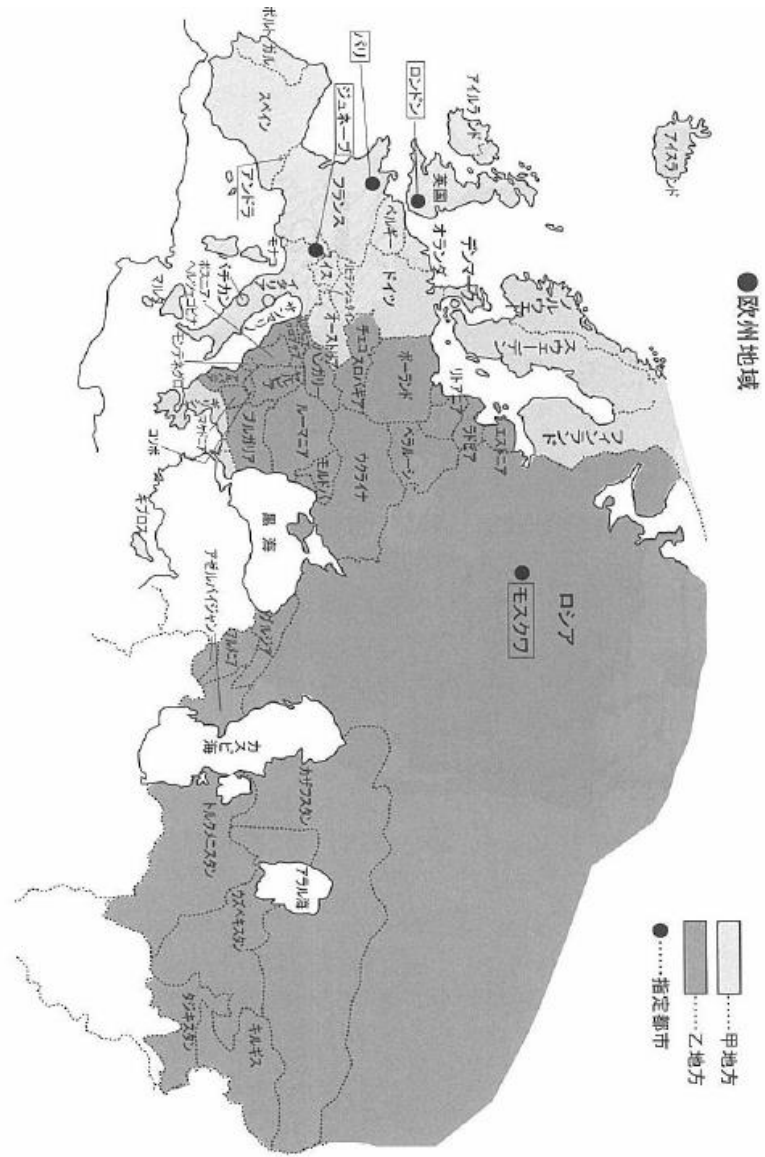 ●欧州地域
甲地方
乙地方
指定都市
アイスランド
アイルランド
英国
ロンドン
パリ
ジュネーブ
ポルトガル
スペイン
アンドラ
フランス
ベルギー
オランダ
デンマーク
ドイツ
スイス
オーストリア
モナコ
イタリア
バチカン
サンマリノ
マルタ
ボスニア
ヘルツェゴビナ
モンテネグロ
マケドニア
コソボ
キプロス
ノルウェー
スウェーデン
フィンランド
エストニア
ラトビア
リトアニア
ポーランド
チェコ
スロバキア
ハンガリー
ルーマニア
ブルガリア
モルドバ
ウクライナ
ベラルーシ
ロシア
モスクワ
黒海
グルジア
アルメニア
アゼルバイジャン
カスピ海
カザフスタン
アラル海
トルクメニスタン
ウズベキスタン
キルギス
タジキスタン